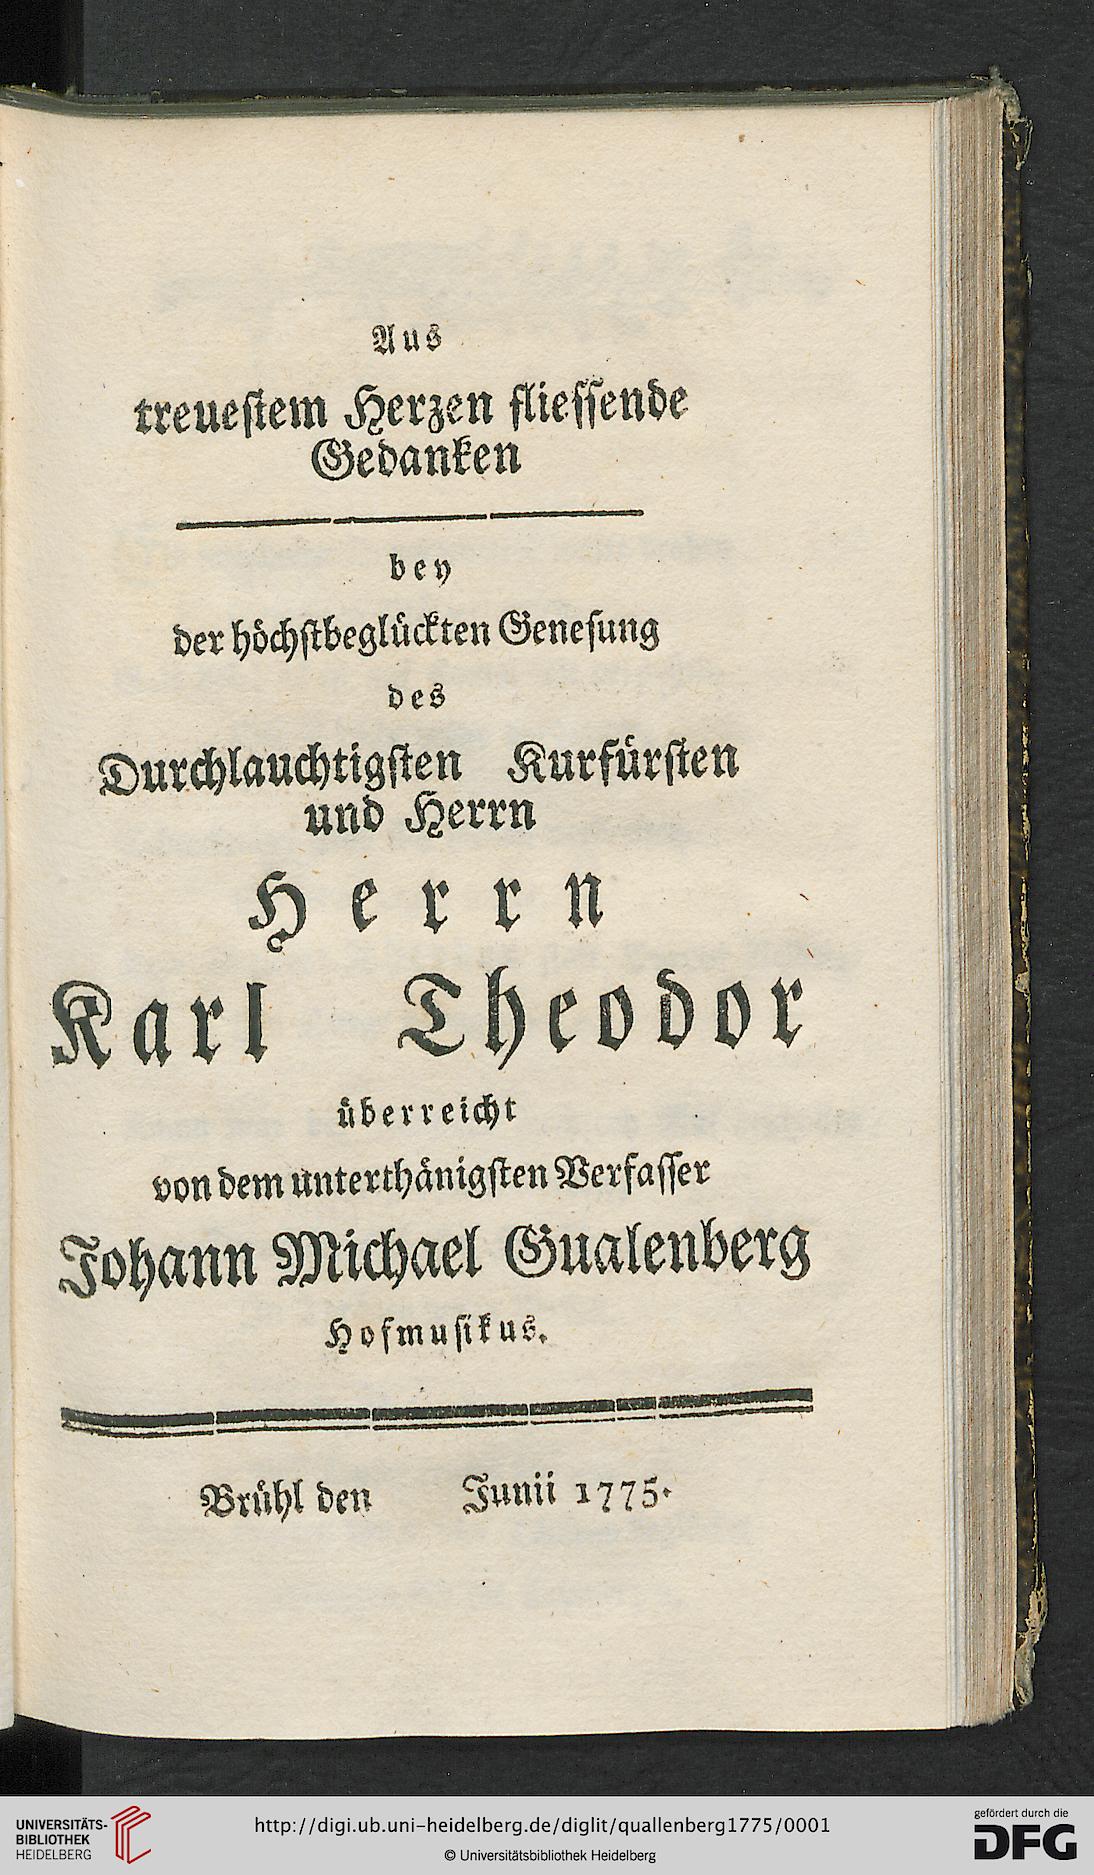 Aus
treuestem Herzen fliessende
Gedanken
bey
der höchstbeglückten Genesung
des
Durchlauchtigsten Kurfürsten
und Herrn
Herrn
Karl Theodor
überreicht
von dem unterthänigsten Verfasser
Johann Michael Gualenberg
Hofmusikus.
Brühl den Junii 1775.
UNIVERSITÄTS-
BIBLIOTHEK
HEIDELBERG
http://digi.ub.uni-heidelberg.de/diglit/quallenberg1775/0001
© Universitätsbibliothek Heidelberg
gefördert durch die
DFG